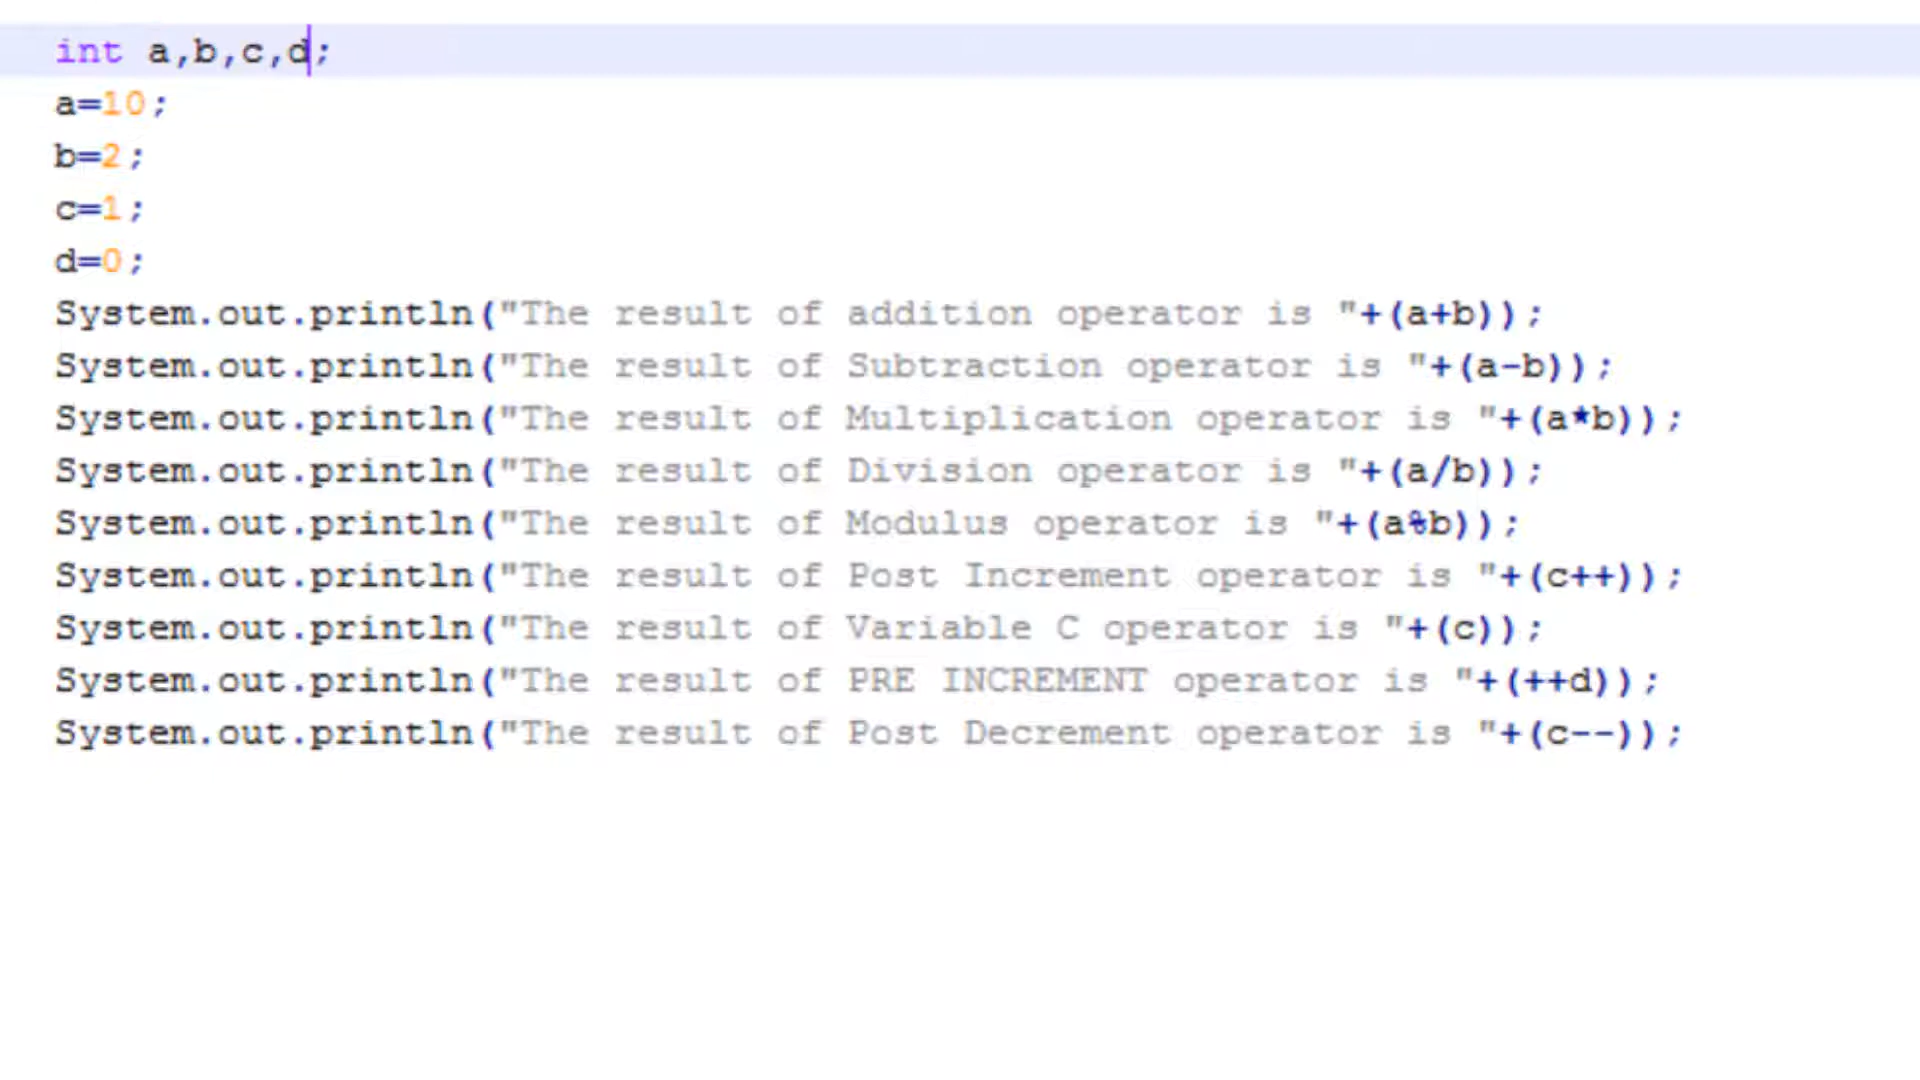 int a,b,c,d;
a=10;
b=2;
c=1;
d=0;
System.out.println("The result of addition operator is "+(a+b));
System.out.println("The result of Subtraction operator is "+(a-b));
System.out.println("The result of Multiplication operator is "+(a*b));
System.out.println("The result of Division operator is "+(a/b));
System.out.println("The result of Modulus operator is "+(a%b));
System.out.println("The result of Post Increment operator is "+(c++));
System.out.println("The result of Variable C operator is "+(c));
System.out.println("The result of PRE INCREMENT operator is "+(++d));
System.out.println("The result of Post Decrement operator is "+(c--));